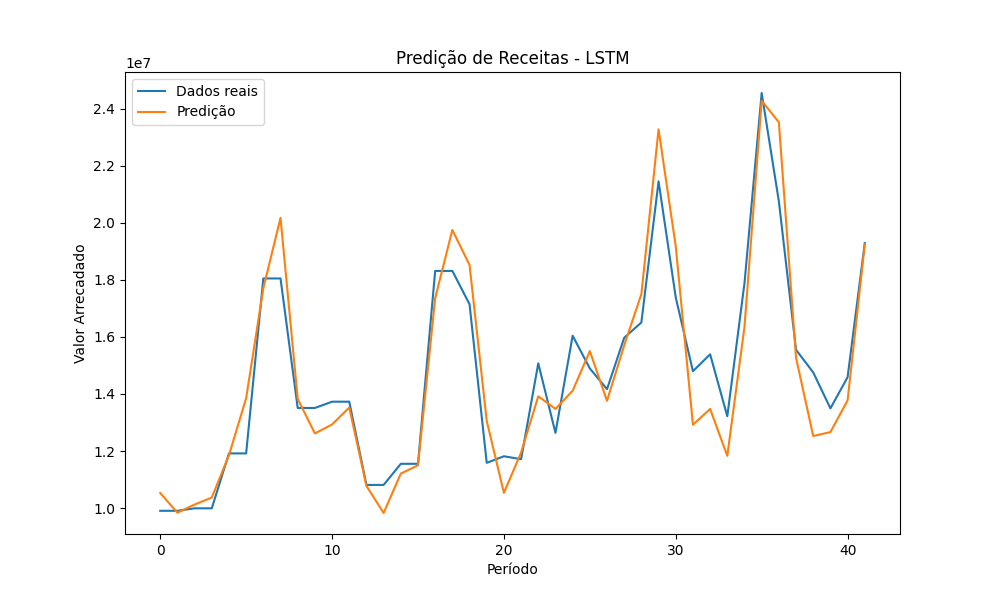 Predição de Receitas - LSTM
1e7
Dados reais
Predição
2.4
2.2
2.0
1.8
1.6
1.4
1.2
1.0
Valor Arrecadado
0 10 20 30 40
Período